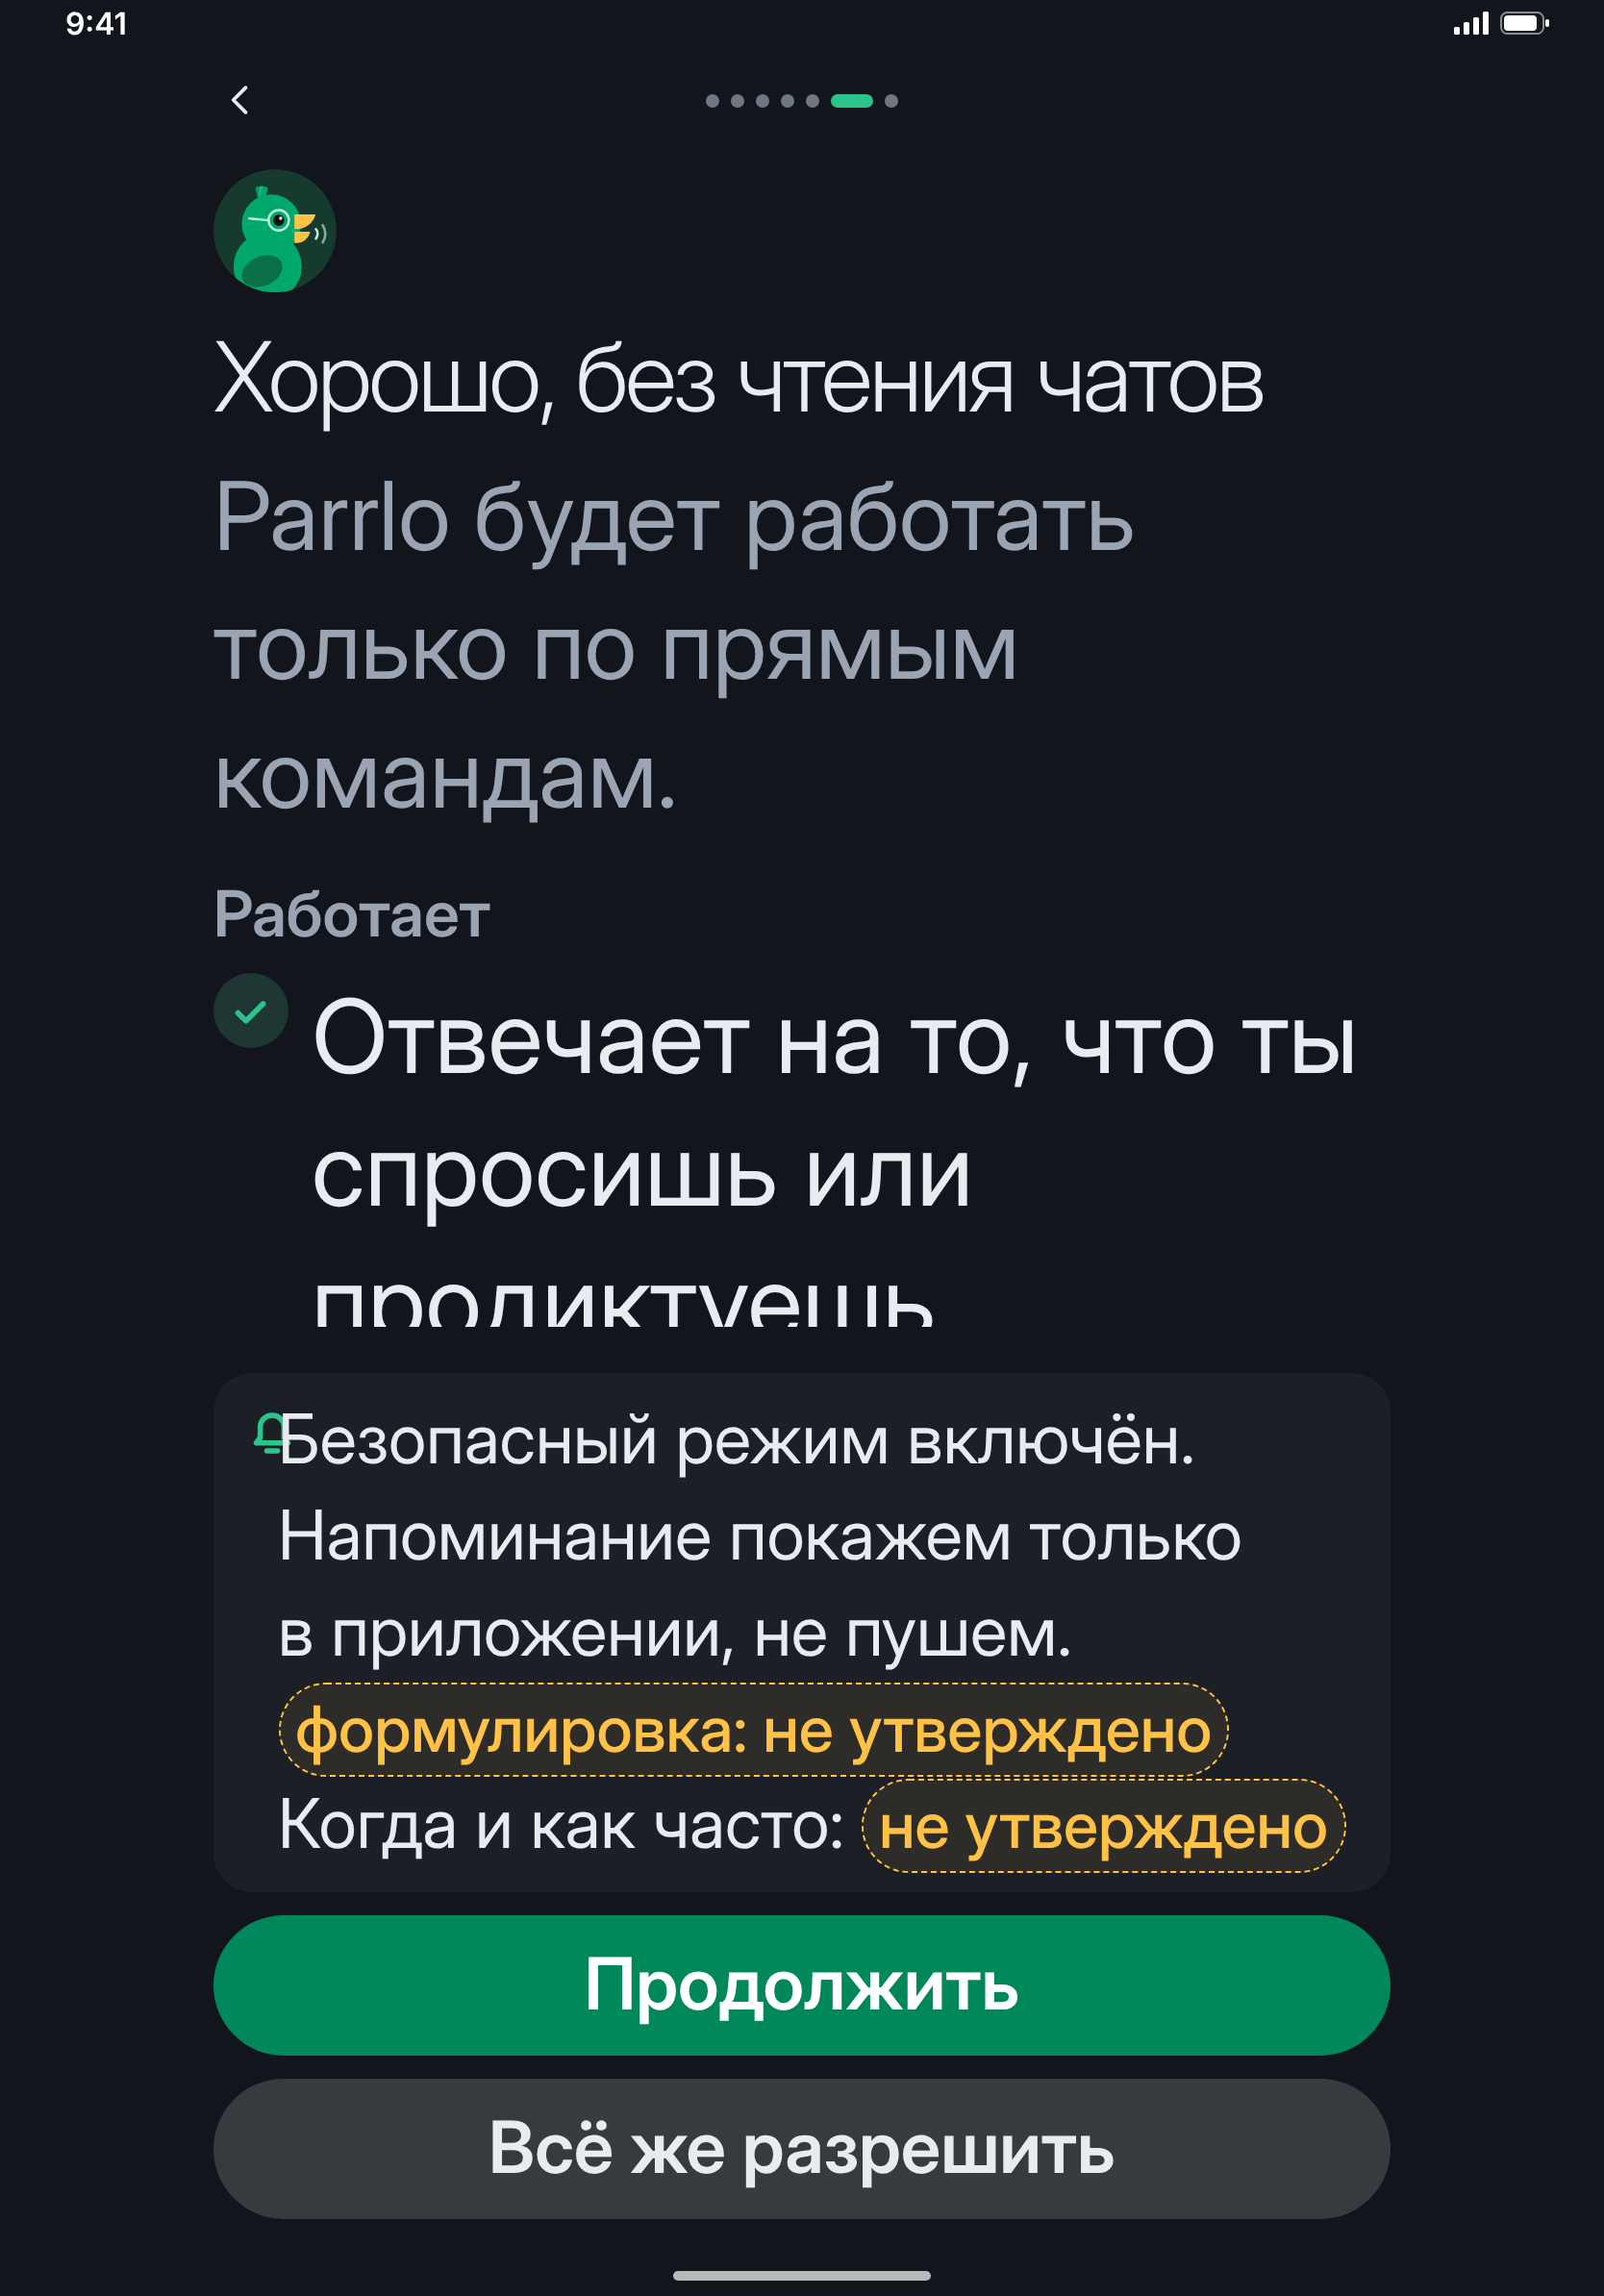 9:41
Хорошо, без чтения чатов
Parrlo будет работать
только по прямым
командам.
Работает
Отвечает на то, что ты
спросишь или
продиктуешь
Безопасный режим включён.
Напоминание покажем только
в приложении, не пушем.
формулировка: не утверждено
Когда и как часто: не утверждено
Продолжить
Всё же разрешить